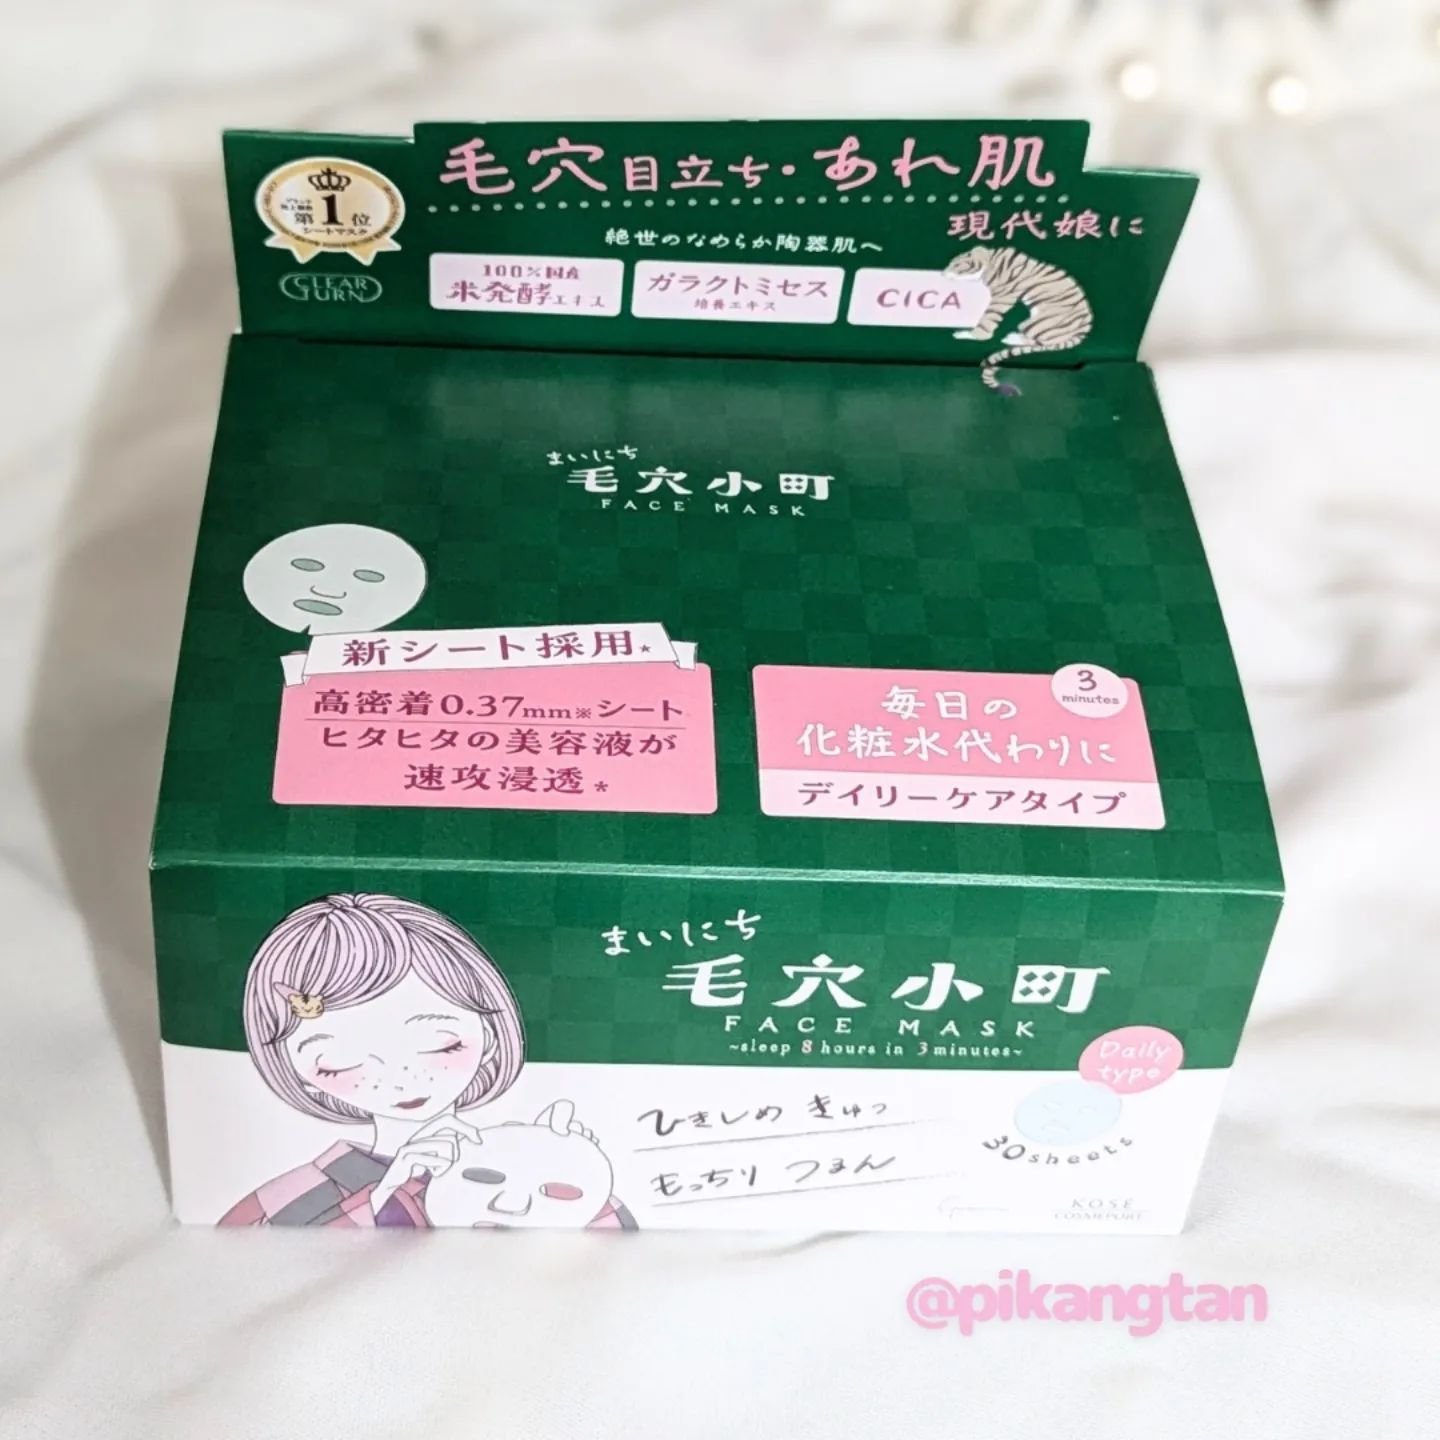 毛穴目立ち・あれ肌
現代娘に
第1位
シートマスク
絶世のなめらか陶器肌へ
CLEAR
TURN
100%国産
米発酵エキス
ガラクトミセス
培養エキス
CICA
まいにち
毛穴小町
FACE MASK
新シート採用★
高密着0.37mm※シート
ヒタヒタの美容液が
速攻浸透*
3
minutes
毎日の
化粧水代わりに
デイリーケアタイプ
まいにち
毛穴小町
FACE MASK
~sleep 8 hours in 3 minutes~
Daily
type
30sheets
ひきしめ きゅっ
もっちり つまん
KOSÉ
COSMEPORT
@pikangtan